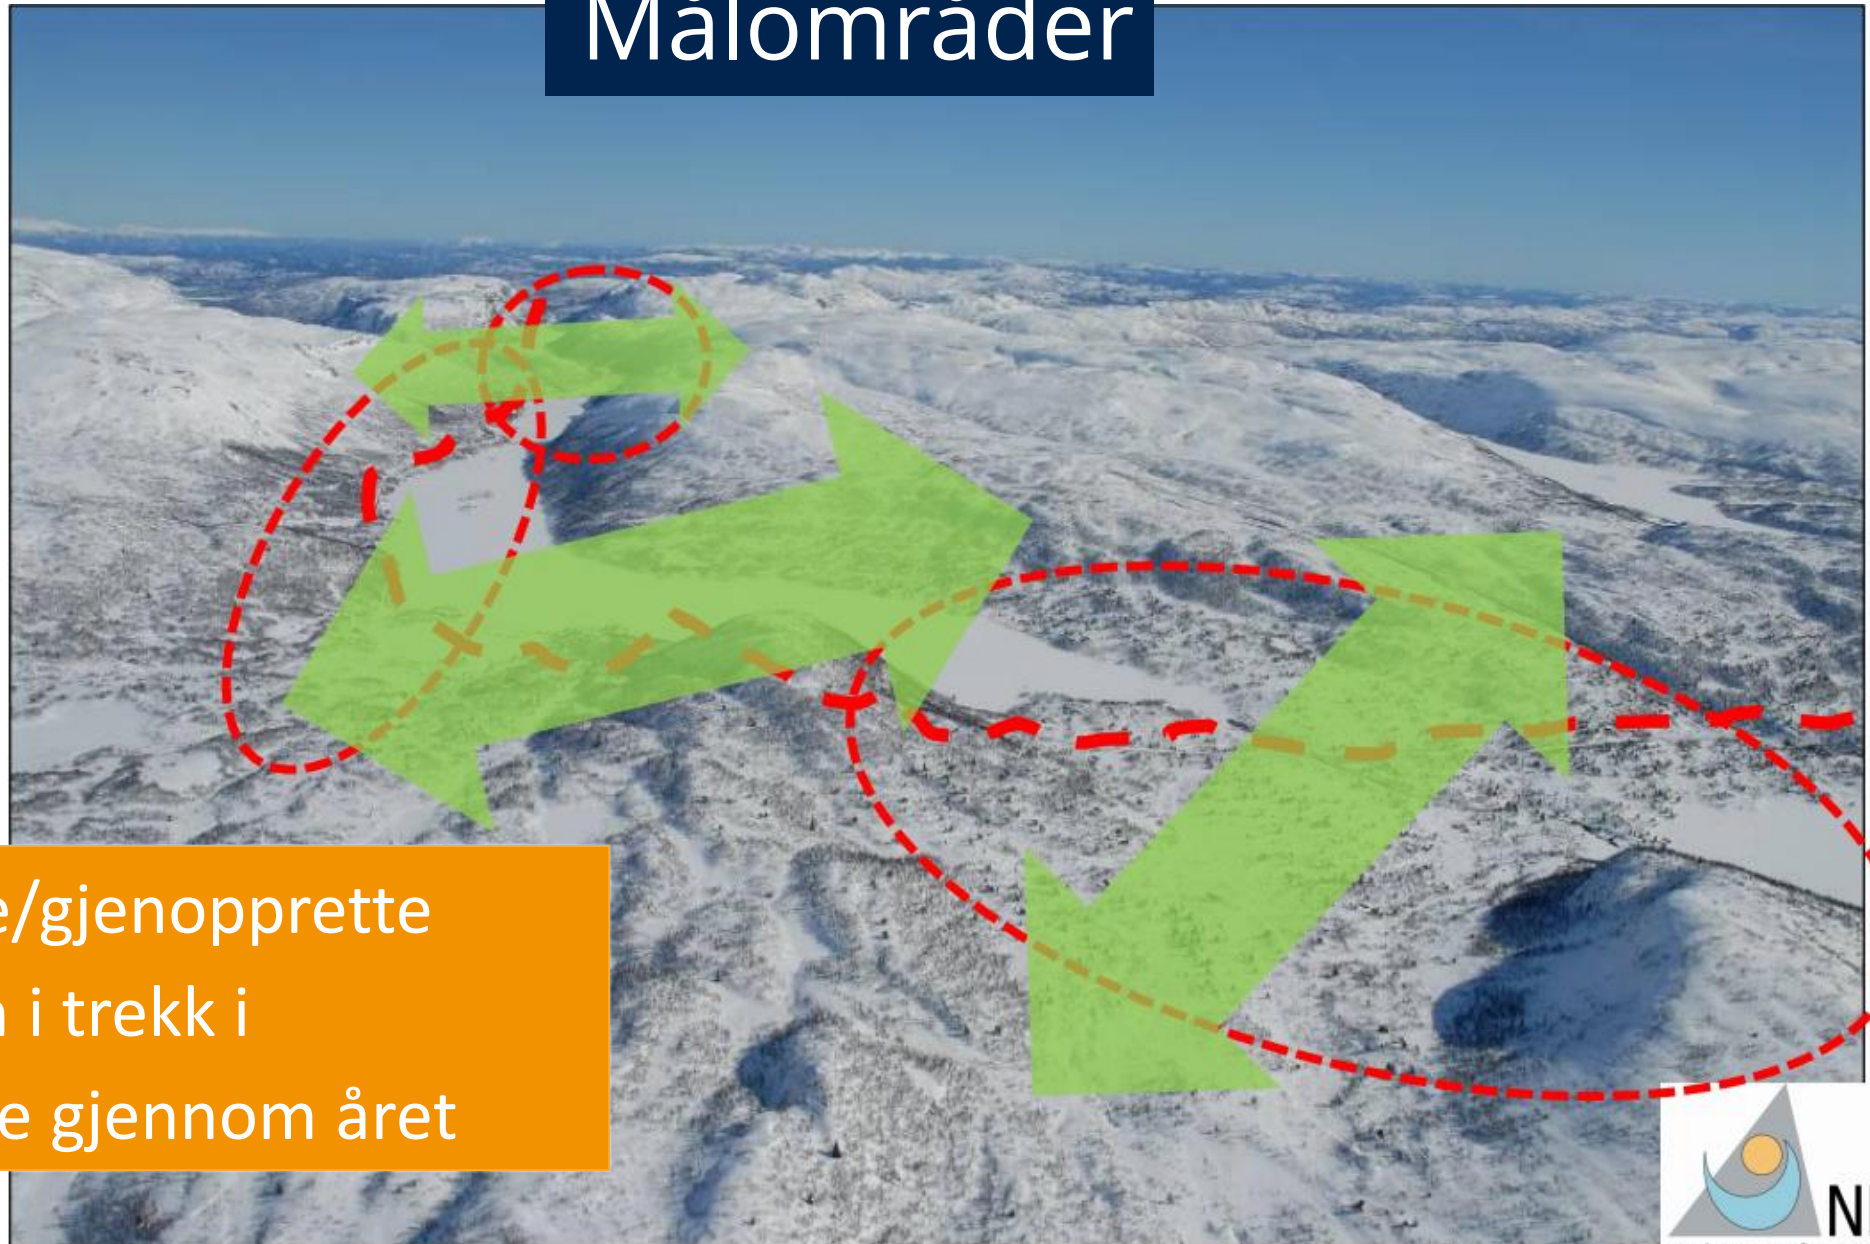 Målområder
e/gjenopprette
i trekk i
e gjennom året
N